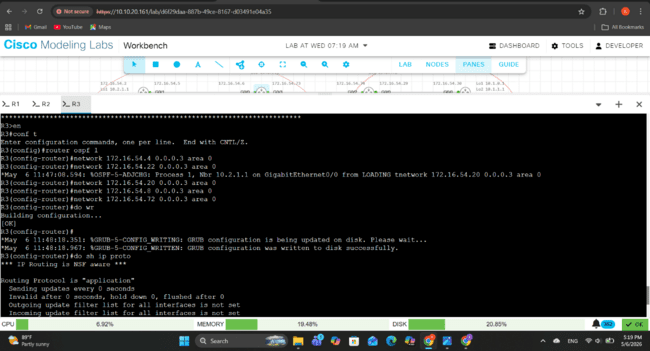 Not secure https://10.10.20.161/lab/d6f29daa-887b-49ce-8167-d03491e04a35
Gmail YouTube Maps All Bookmarks
Cisco Modeling Labs Workbench LAB AT WED 07:19 AM DASHBOARD TOOLS DEVELOPER
LAB NODES PANES GUIDE
R1 R2 R3
*******************************************************************************
R3>en
R3#conf t
Enter configuration commands, one per line.  End with CNTL/Z.
R3(config)#router ospf 1
R3(config-router)#network 172.16.54.4 0.0.0.3 area 0
R3(config-router)#network 172.16.54.22 0.0.0.3 area 0
*May  6 11:47:08.594: %OSPF-5-ADJCHG: Process 1, Nbr 10.2.1.1 on GigabitEthernet0/0 from LOADING tnetwork 172.16.54.20 0.0.0.3 area 0
R3(config-router)#network 172.16.54.20 0.0.0.3 area 0
R3(config-router)#network 172.16.54.8 0.0.0.3 area 0
R3(config-router)#network 172.16.54.72 0.0.0.3 area 0
R3(config-router)#do wr
Building configuration...
[OK]
R3(config-router)#
*May  6 11:48:18.351: %GRUB-5-CONFIG_WRITING: GRUB configuration is being updated on disk. Please wait...
*May  6 11:48:18.967: %GRUB-5-CONFIG_WRITTEN: GRUB configuration was written to disk successfully.
R3(config-router)#do sh ip proto
*** IP Routing is NSF aware ***
Routing Protocol is "application"
Sending updates every 0 seconds
Invalid after 0 seconds, hold down 0, flushed after 0
Outgoing update filter list for all interfaces is not set
Incoming update filter list for all interfaces is not set
CPU 6.92% MEMORY 19.48% DISK 20.85% OK
89°F
Partly sunny
Search
ENG
5:19 PM
5/6/2026